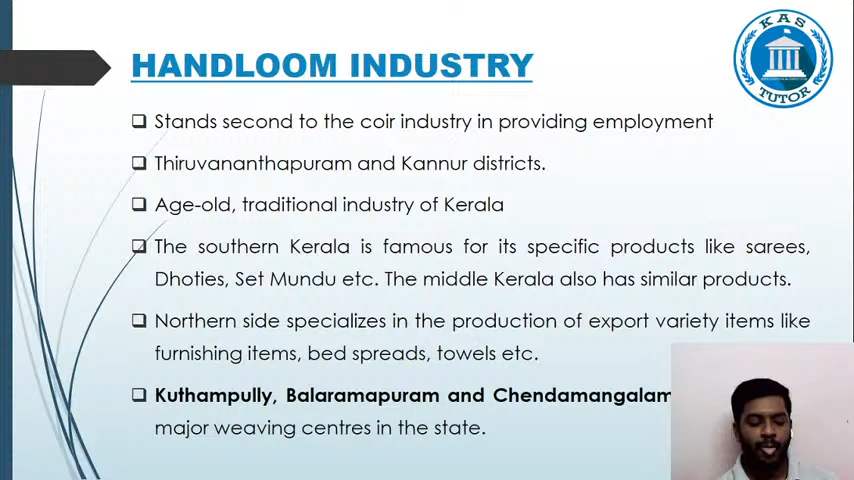 HANDLOOM INDUSTRY
KAS
TUTOR
Stands second to the coir industry in providing employment
Thiruvananthapuram and Kannur districts.
Age-old, traditional industry of Kerala
The southern Kerala is famous for its specific products like sarees,
Dhoties, Set Mundu etc. The middle Kerala also has similar products.
Northern side specializes in the production of export variety items like
furnishing items, bed spreads, towels etc.
Kuthampully, Balaramapuram and Chendamangalam
major weaving centres in the state.